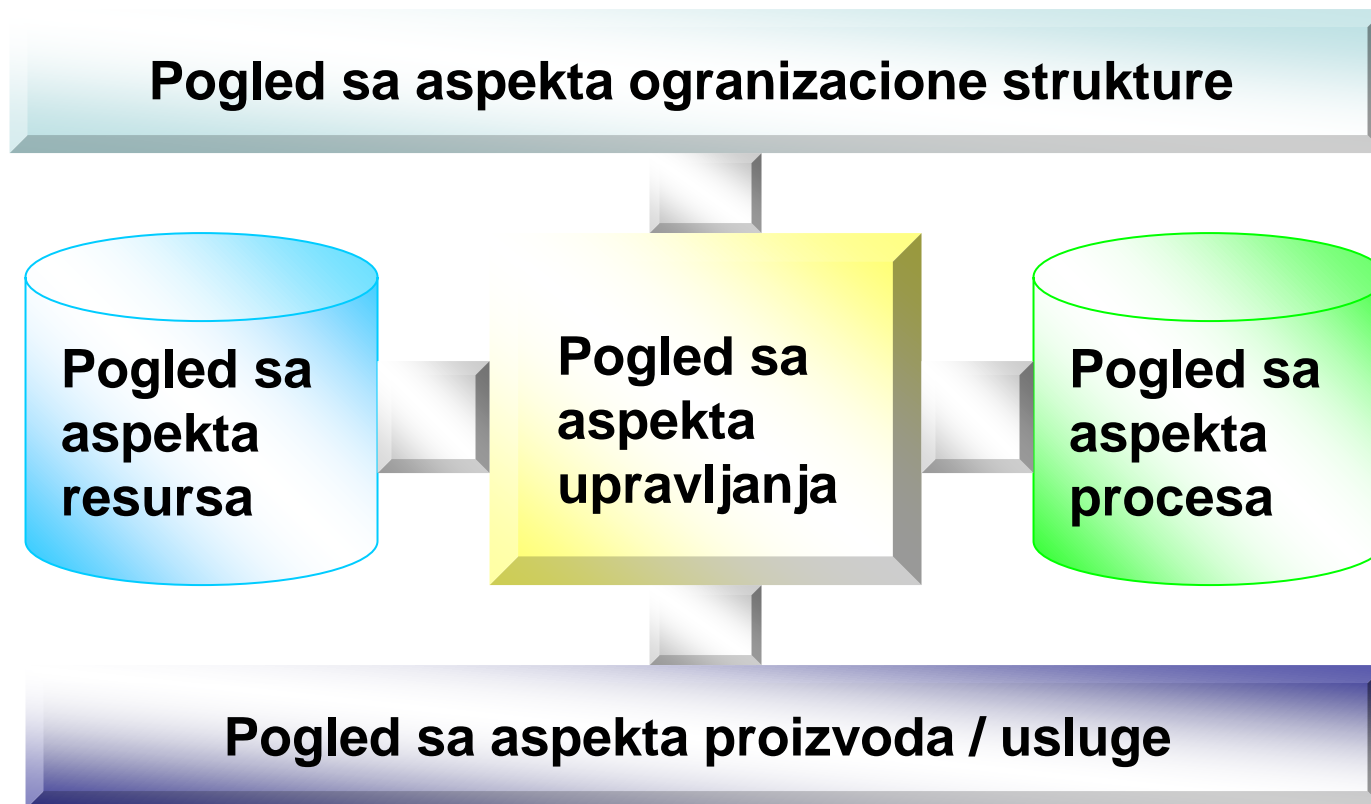 Pogled sa aspekta ogranizacione strukture
Pogled sa
aspekta
resursa
Pogled sa
aspekta
upravljanja
Pogled sa
aspekta
procesa
Pogled sa aspekta proizvoda / usluge